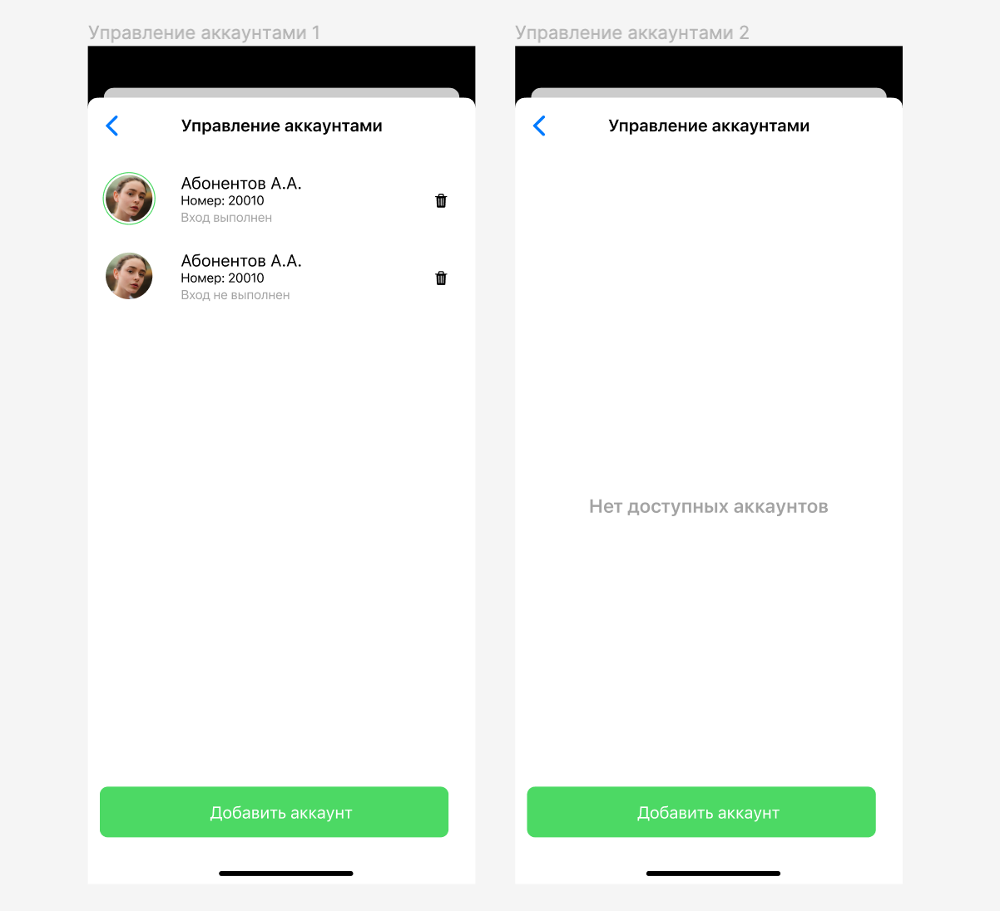 Управление аккаунтами 1
Управление аккаунтами
Абонентов А.А.
Номер: 20010
Вход выполнен
Абонентов А.А.
Номер: 20010
Вход не выполнен
Добавить аккаунт
Управление аккаунтами 2
Управление аккаунтами
Нет доступных аккаунтов
Добавить аккаунт